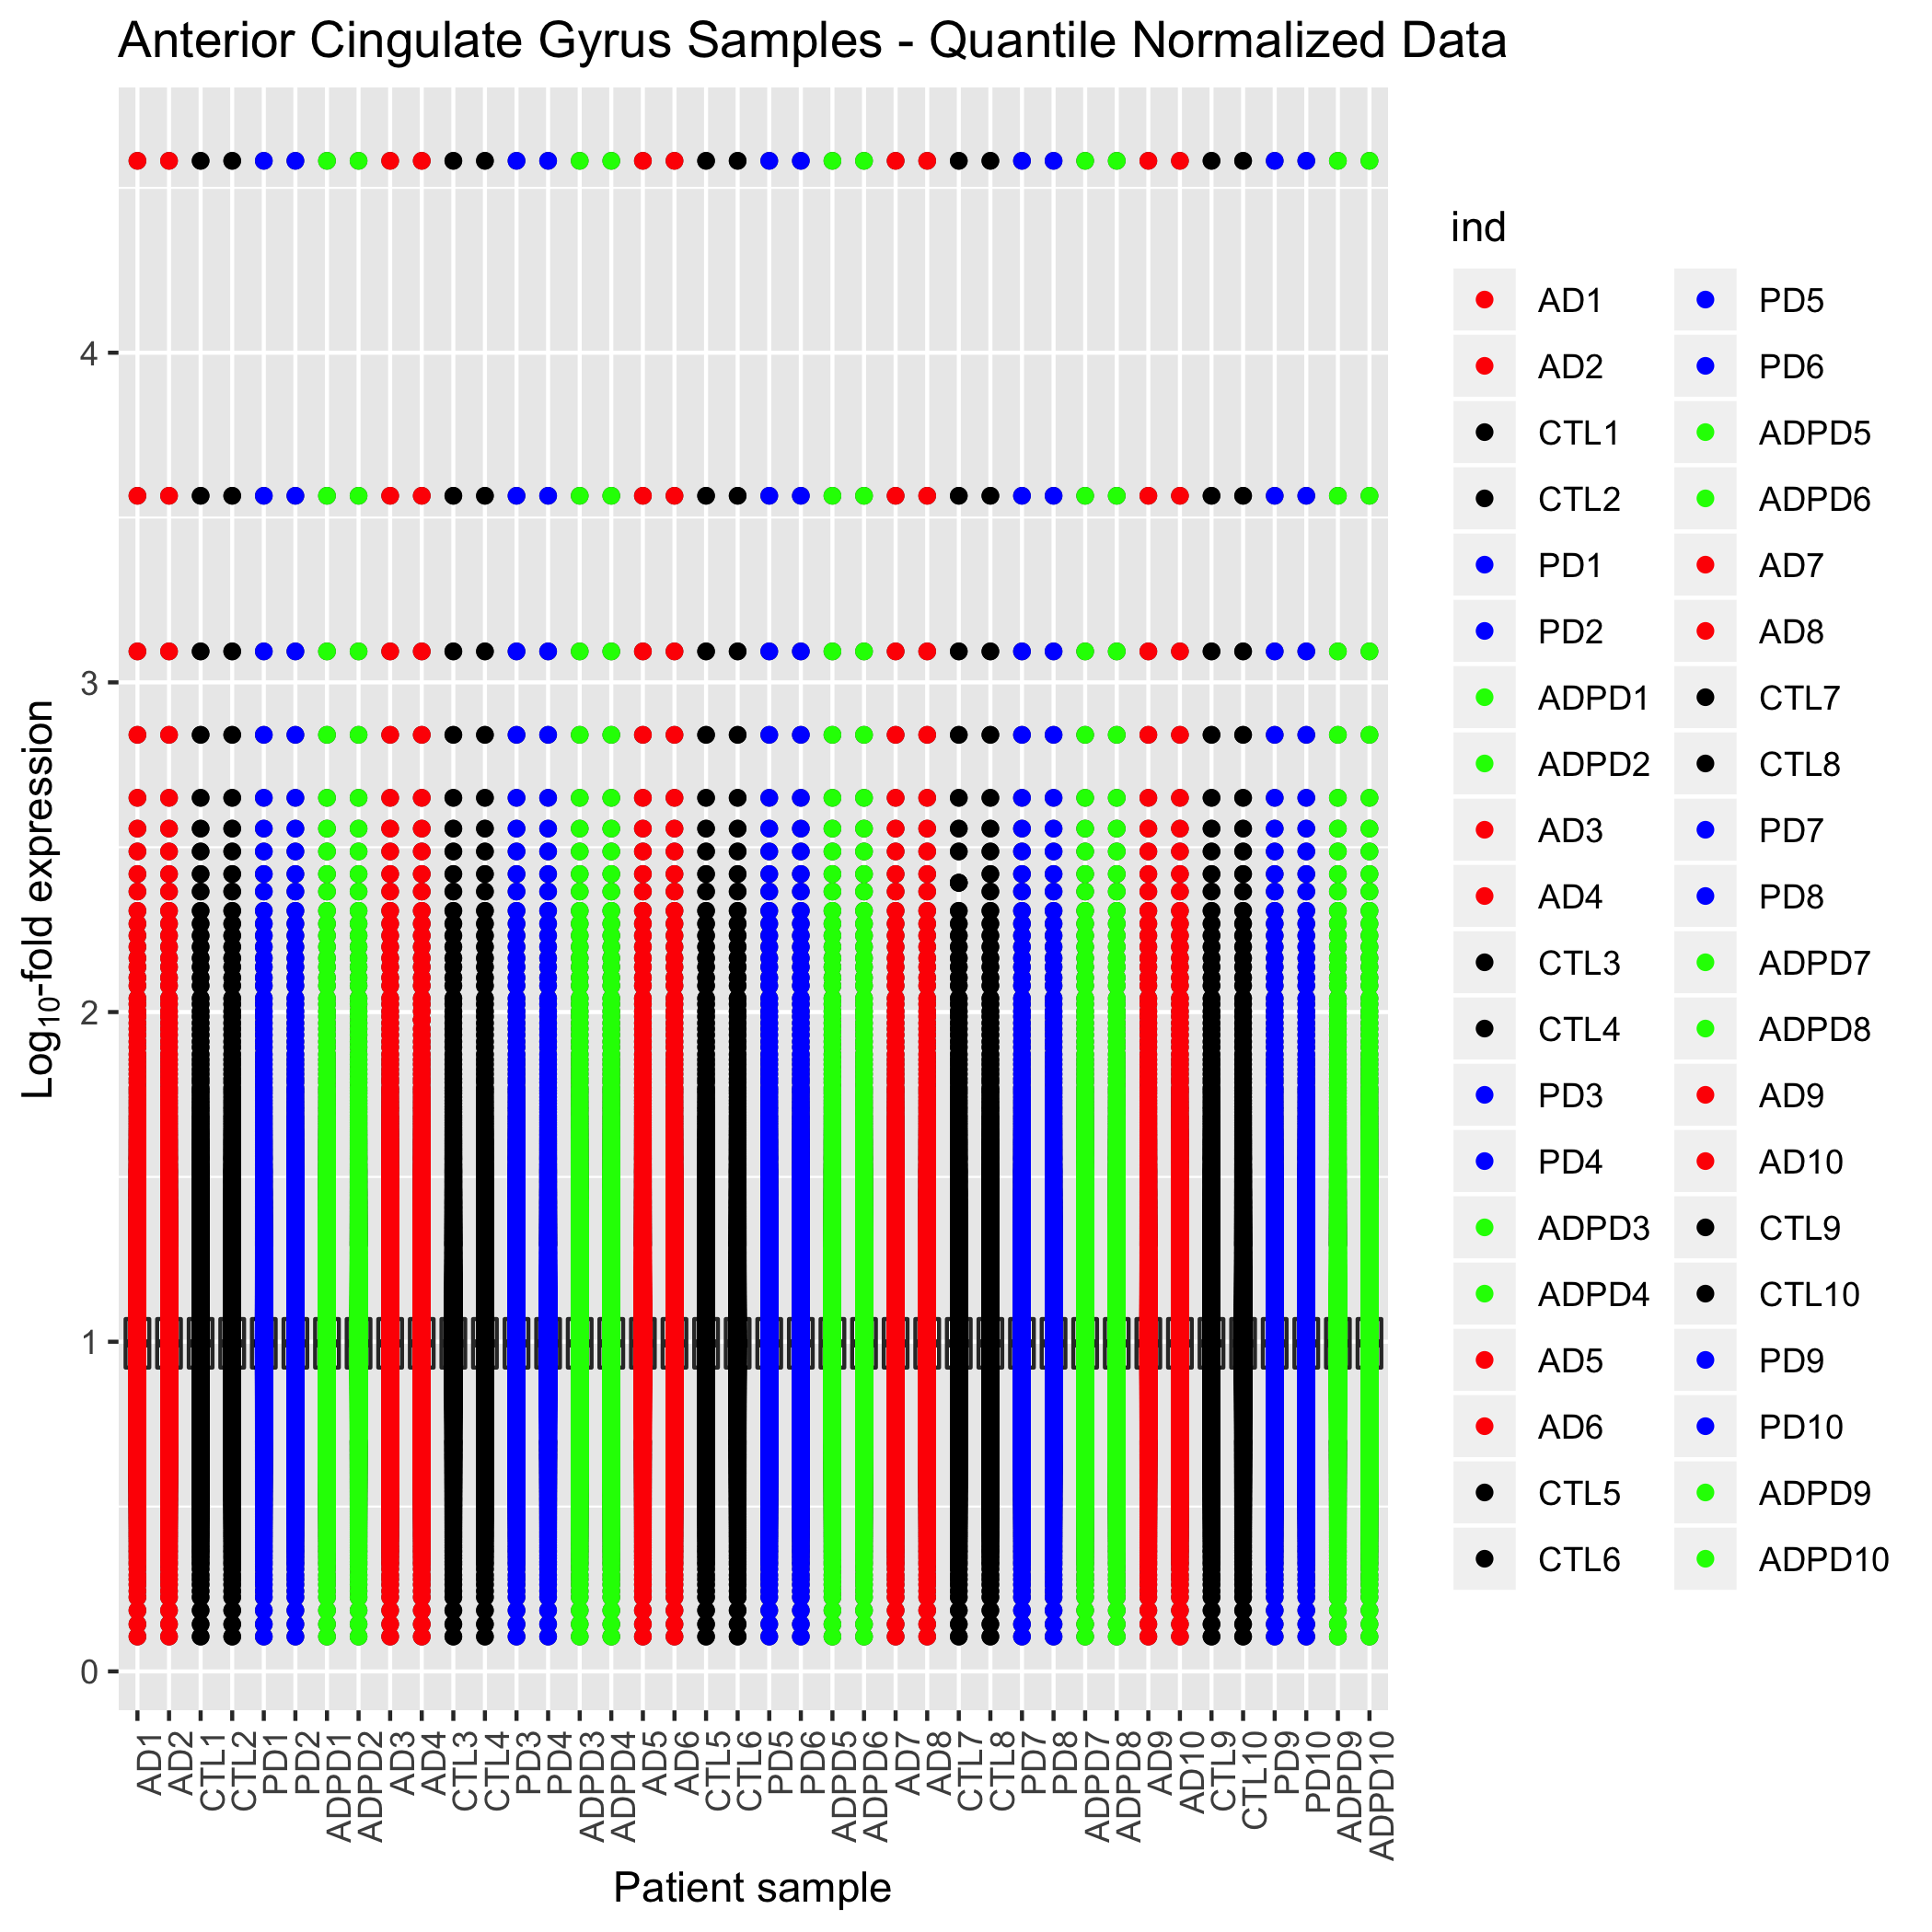 Anterior Cingulate Gyrus Samples - Quantile Normalized Data
Log10-fold expression
4
3
2
1
0
AD1
AD2
CTL1
CTL2
PD1
PD2
ADPD1
ADPD2
AD3
AD4
CTL3
CTL4
PD3
PD4
ADPD3
ADPD4
AD5
AD6
CTL5
CTL6
PD5
PD6
ADPD5
ADPD6
AD7
AD8
CTL7
CTL8
PD7
PD8
ADPD7
ADPD8
AD9
AD10
CTL9
CTL10
PD9
PD10
ADPD9
ADPD10
Patient sample
ind
AD1
AD2
CTL1
CTL2
PD1
PD2
ADPD1
ADPD2
AD3
AD4
CTL3
CTL4
PD3
PD4
ADPD3
ADPD4
AD5
AD6
CTL5
CTL6
PD5
PD6
ADPD5
ADPD6
AD7
AD8
CTL7
CTL8
PD7
PD8
ADPD7
ADPD8
AD9
AD10
CTL9
CTL10
PD9
PD10
ADPD9
ADPD10